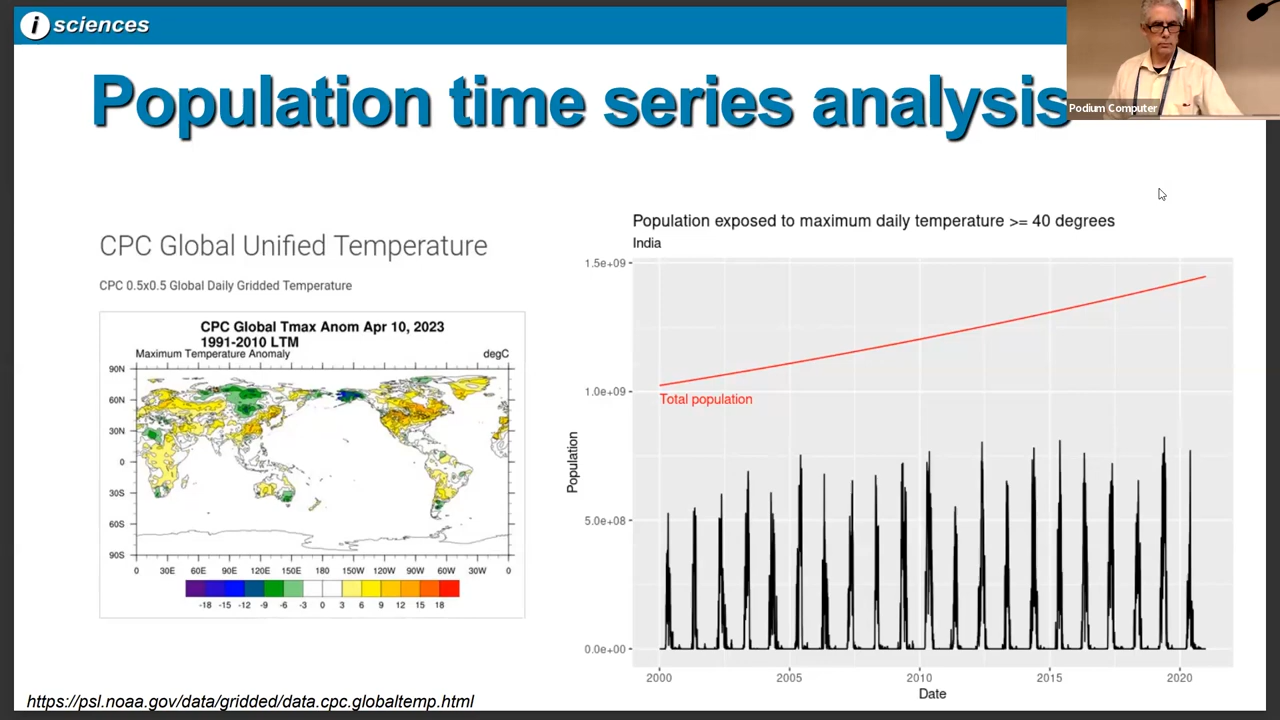 i sciences
Population time series analysis
Podium Computer
CPC Global Unified Temperature
CPC 0.5x0.5 Global Daily Gridded Temperature
CPC Global Tmax Anom Apr 10, 2023
1991-2010 LTM
Maximum Temperature Anomaly degC
90N
60N
30N
0
30S
60S
90S
0 30E 60E 90E 120E 150E 180 150W 120W 90W 60W 30W 0
-18 -15 -12 -9 -6 -3 0 3 6 9 12 15 18
Population exposed to maximum daily temperature >= 40 degrees
India
1.5e+09
1.0e+09
Total population
5.0e+08
0.0e+00
Population
2000 2005 2010 2015 2020
Date
https://psl.noaa.gov/data/gridded/data.cpc.globaltemp.html